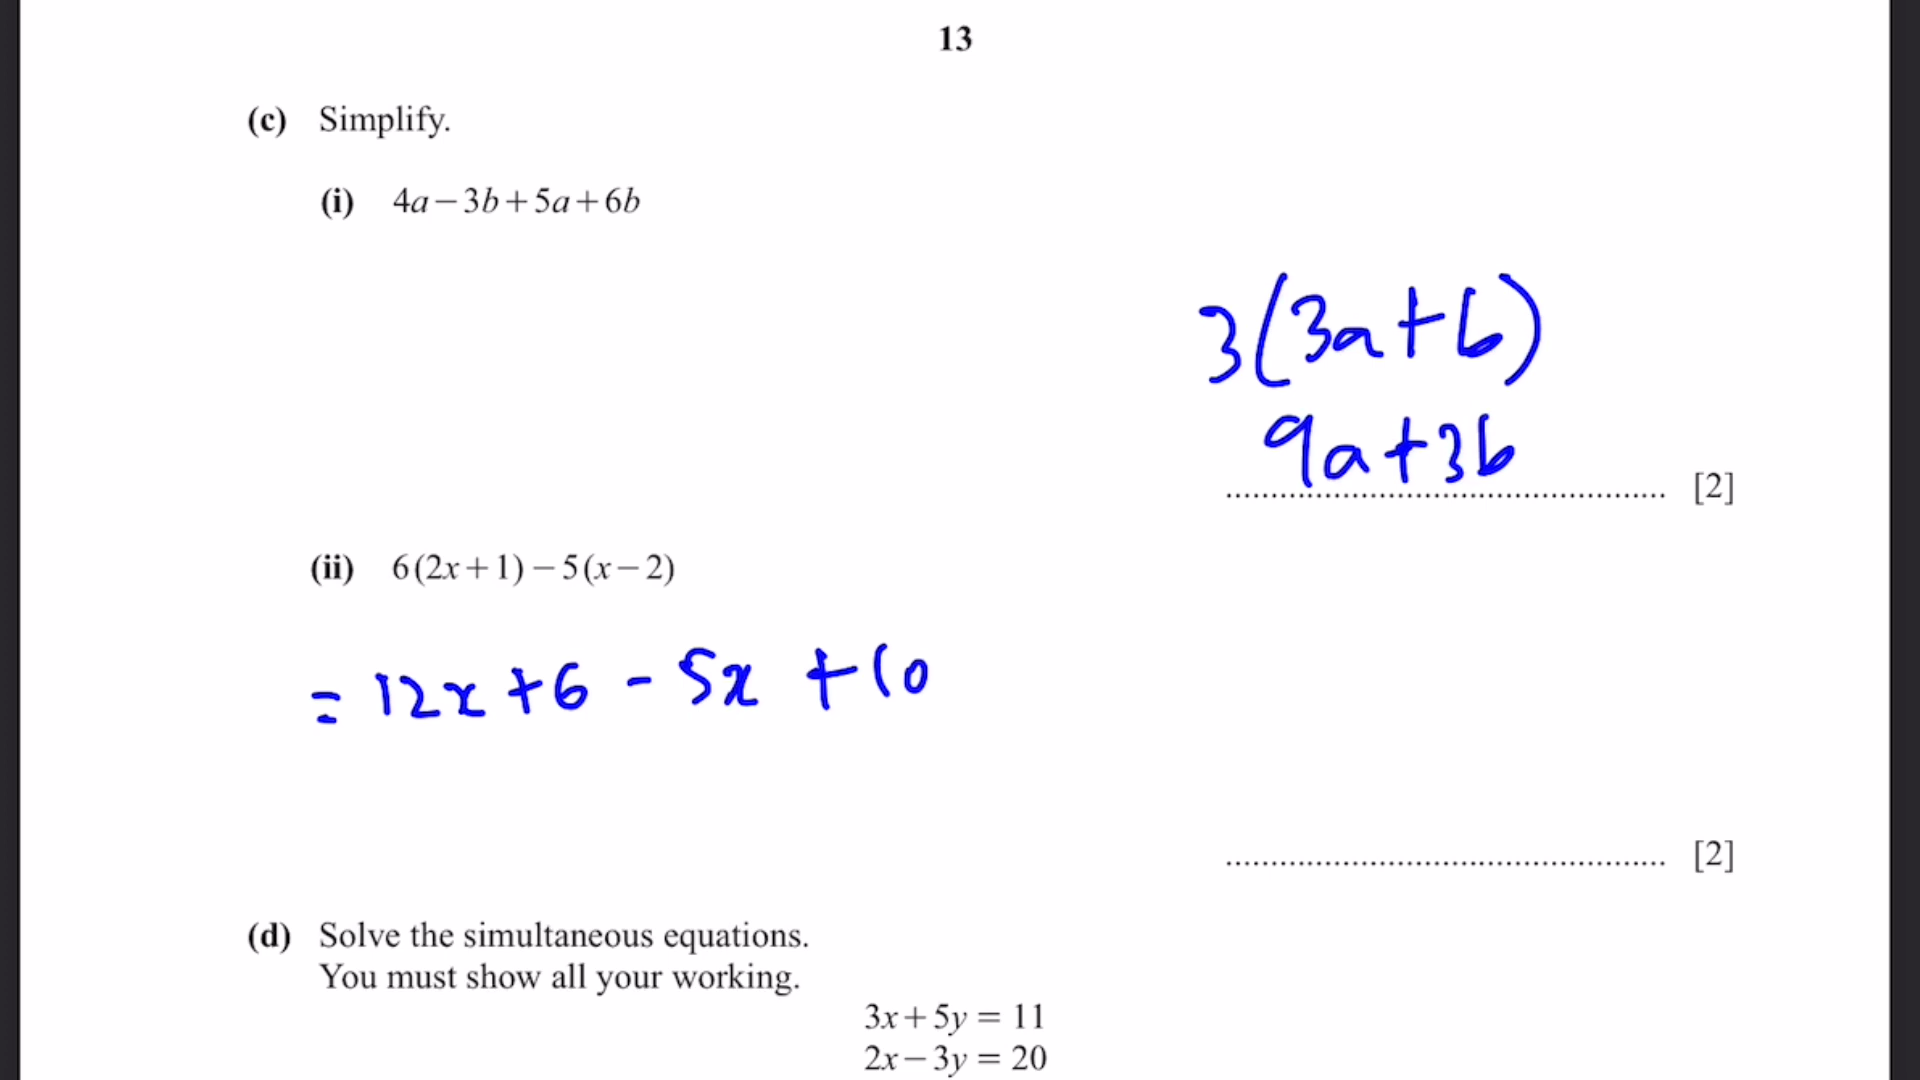 13
(c) Simplify.
(i) 4a − 3b + 5a + 6b
3(3a+b)
9a+3b
.................................................. [2]
(ii) 6(2x + 1) − 5(x − 2)
= 12x + 6 - 5x + 10
.................................................. [2]
(d) Solve the simultaneous equations.
You must show all your working.
3x + 5y = 11
2x − 3y = 20